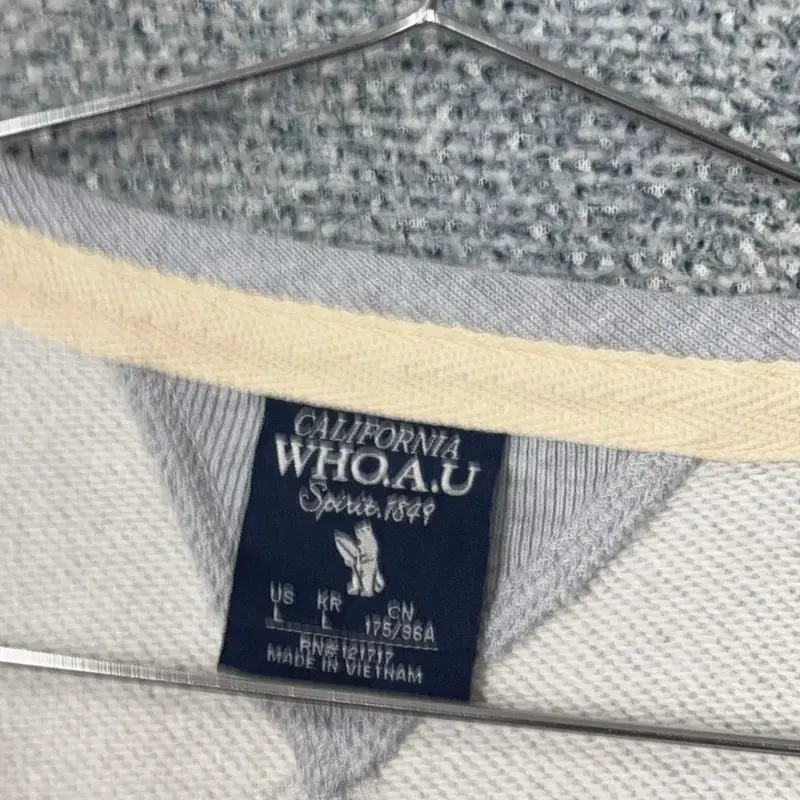 CALIFORNIA
WHO.A.U
Spirit.1849
US KR CN
L L 175/96A
RN#121717
MADE IN VIETNAM